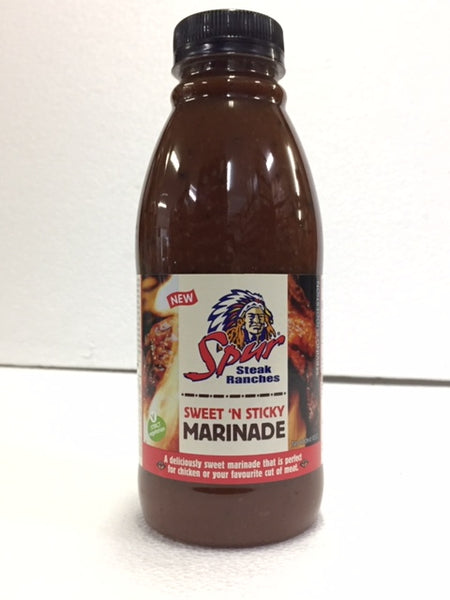 NEW
Spur
Steak
Ranches
SWEET 'N STICKY
MARINADE
A deliciously sweet marinade that is perfect
for chicken or your favourite cut of meat.